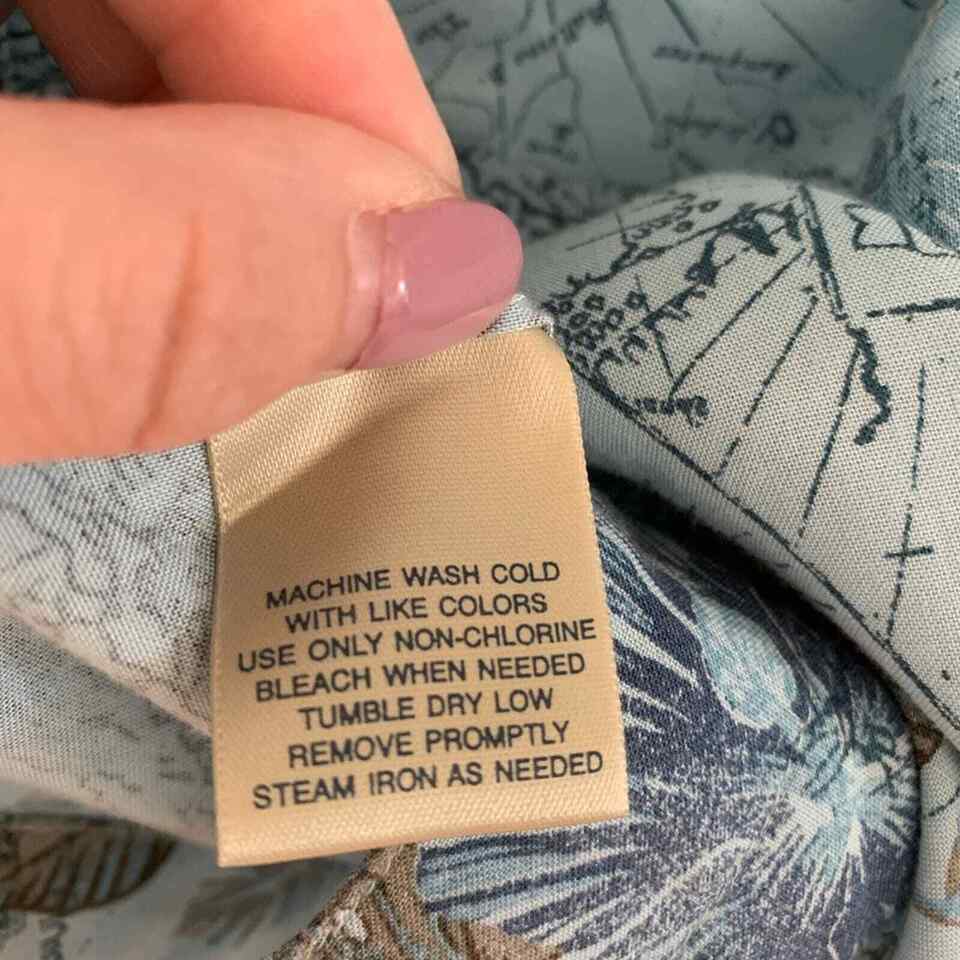 MACHINE WASH COLD
WITH LIKE COLORS
USE ONLY NON-CHLORINE
BLEACH WHEN NEEDED
TUMBLE DRY LOW
REMOVE PROMPTLY
STEAM IRON AS NEEDED